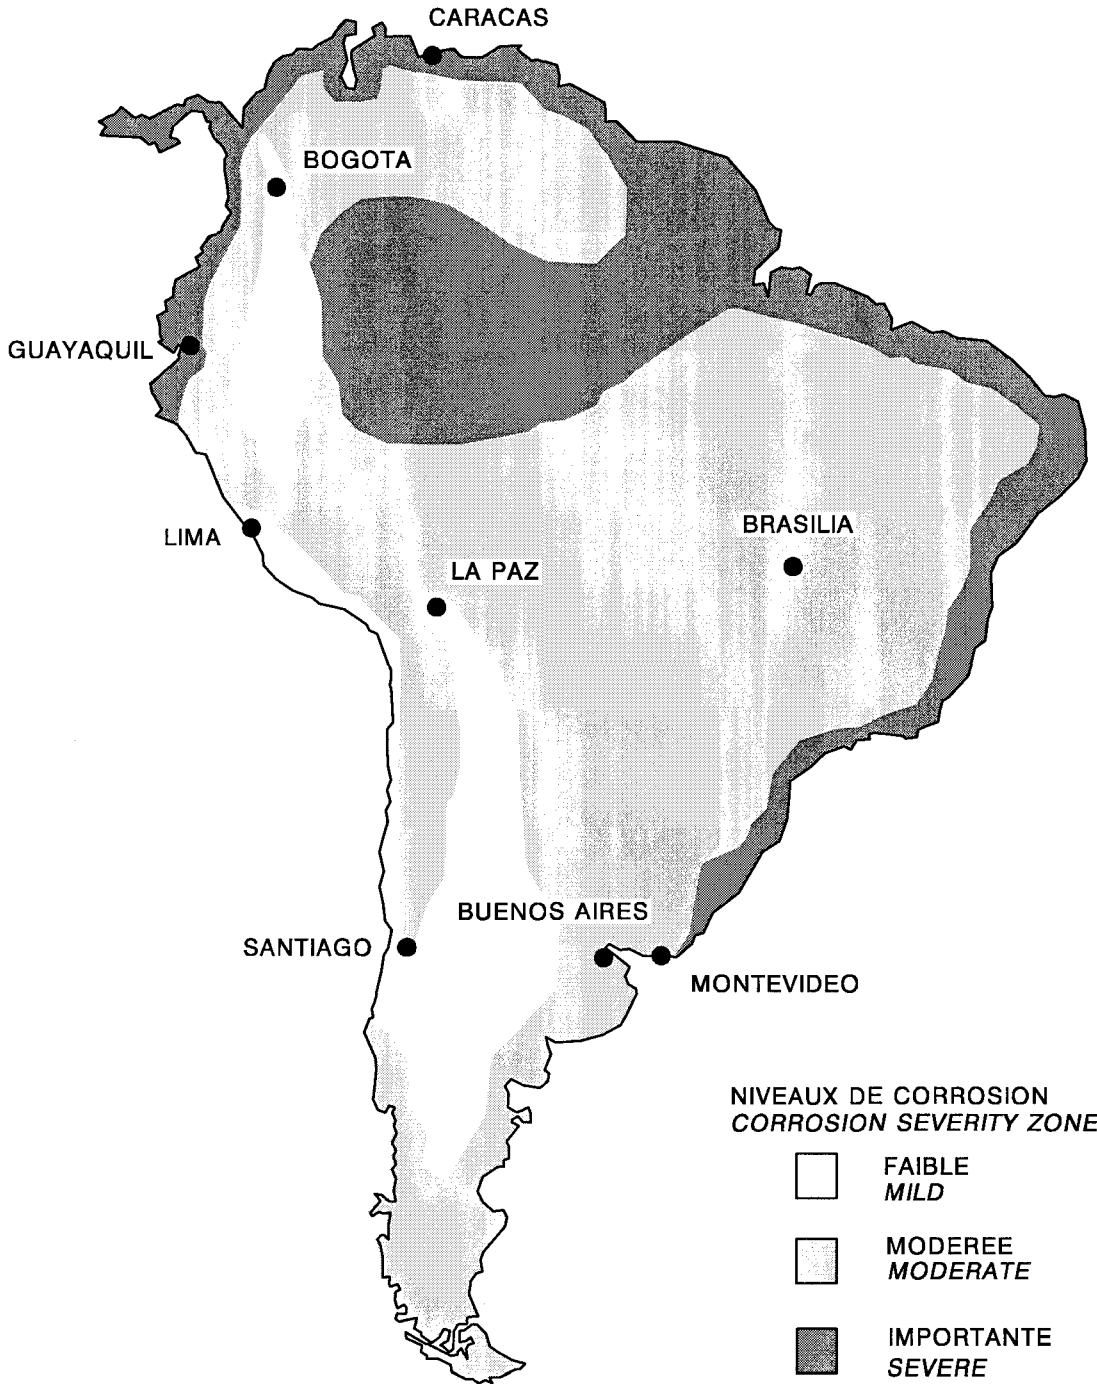 CARACAS
BOGOTA
GUAYAQUIL
LIMA
BRASILIA
LA PAZ
BUENOS AIRES
SANTIAGO
MONTEVIDEO
NIVEAUX DE CORROSION
CORROSION SEVERITY ZONE
FAIBLE
MILD
MODEREE
MODERATE
IMPORTANTE
SEVERE